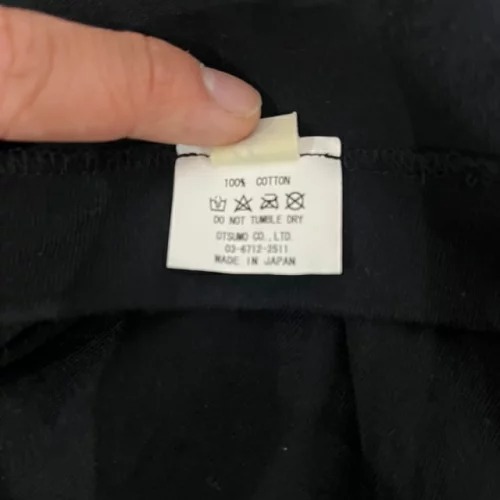 100% COTTON
DO NOT TUMBLE DRY
OTSUMO CO.,LTD.
03-6712-2511
MADE IN JAPAN